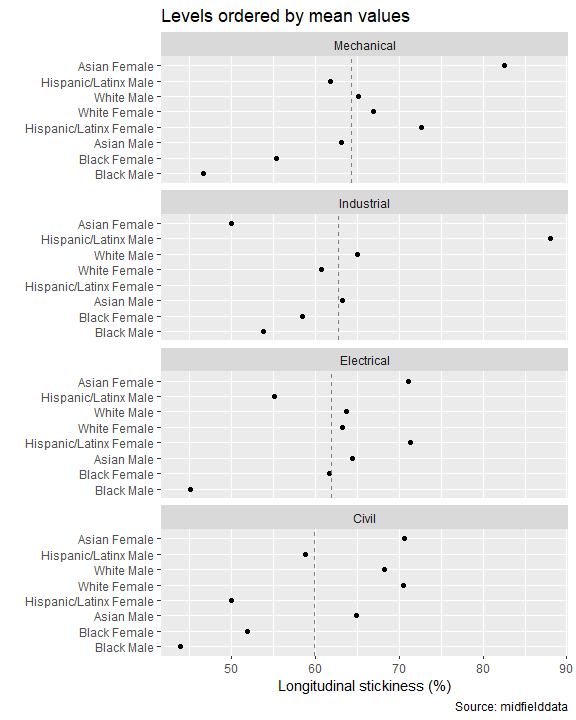 Levels ordered by mean values
Mechanical
Asian Female
Hispanic/Latinx Male
White Male
White Female
Hispanic/Latinx Female
Asian Male
Black Female
Black Male
Industrial
Asian Female
Hispanic/Latinx Male
White Male
White Female
Hispanic/Latinx Female
Asian Male
Black Female
Black Male
Electrical
Asian Female
Hispanic/Latinx Male
White Male
White Female
Hispanic/Latinx Female
Asian Male
Black Female
Black Male
Civil
Asian Female
Hispanic/Latinx Male
White Male
White Female
Hispanic/Latinx Female
Asian Male
Black Female
Black Male
50 60 70 80 90
Longitudinal stickiness (%)
Source: midfielddata